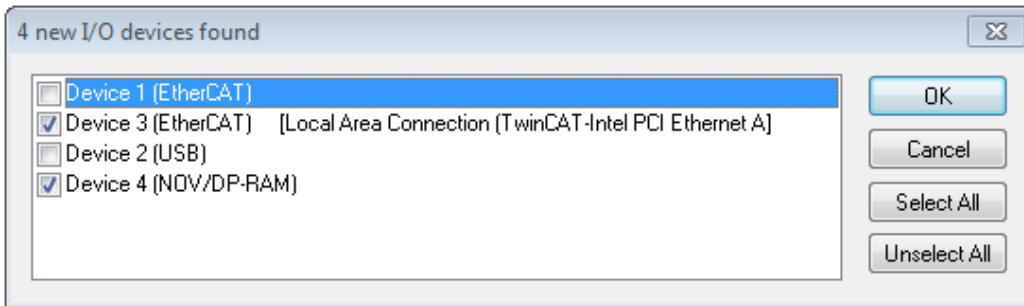 4 new I/O devices found
Device 1 (EtherCAT)
Device 3 (EtherCAT) [Local Area Connection (TwinCAT-Intel PCI Ethernet A]
Device 2 (USB)
Device 4 (NOV/DP-RAM)
OK
Cancel
Select All
Unselect All